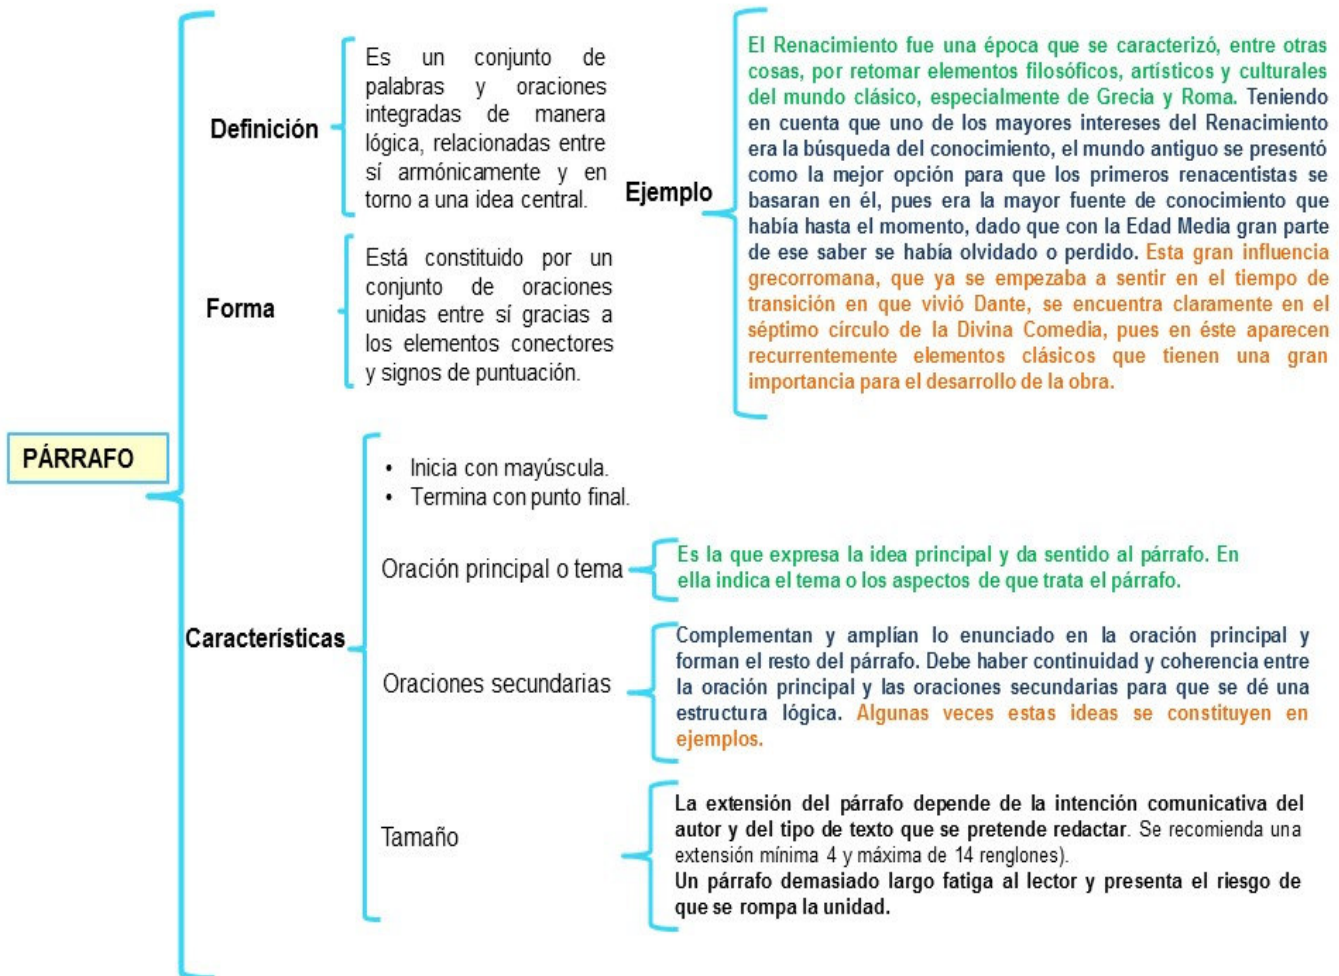 PÁRRAFO
Definición
Es un conjunto de
palabras y oraciones
integradas de manera
lógica, relacionadas entre
sí armónicamente y en
torno a una idea central.
Ejemplo
El Renacimiento fue una época que se caracterizó, entre otras
cosas, por retomar elementos filosóficos, artísticos y culturales
del mundo clásico, especialmente de Grecia y Roma. Teniendo
en cuenta que uno de los mayores intereses del Renacimiento
era la búsqueda del conocimiento, el mundo antiguo se presentó
como la mejor opción para que los primeros renacentistas se
basaran en él, pues era la mayor fuente de conocimiento que
había hasta el momento, dado que con la Edad Media gran parte
de ese saber se había olvidado o perdido. Esta gran influencia
grecorromana, que ya se empezaba a sentir en el tiempo de
transición en que vivió Dante, se encuentra claramente en el
séptimo círculo de la Divina Comedia, pues en éste aparecen
recurrentemente elementos clásicos que tienen una gran
importancia para el desarrollo de la obra.
Forma
Está constituido por un
conjunto de oraciones
unidas entre sí gracias a
los elementos conectores
y signos de puntuación.
Características
• Inicia con mayúscula.
• Termina con punto final.
Oración principal o tema
Es la que expresa la idea principal y da sentido al párrafo. En
ella indica el tema o los aspectos de que trata el párrafo.
Oraciones secundarias
Complementan y amplían lo enunciado en la oración principal y
forman el resto del párrafo. Debe haber continuidad y coherencia entre
la oración principal y las oraciones secundarias para que se dé una
estructura lógica. Algunas veces estas ideas se constituyen en
ejemplos.
Tamaño
La extensión del párrafo depende de la intención comunicativa del
autor y del tipo de texto que se pretende redactar. Se recomienda una
extensión mínima 4 y máxima de 14 renglones).
Un párrafo demasiado largo fatiga al lector y presenta el riesgo de
que se rompa la unidad.